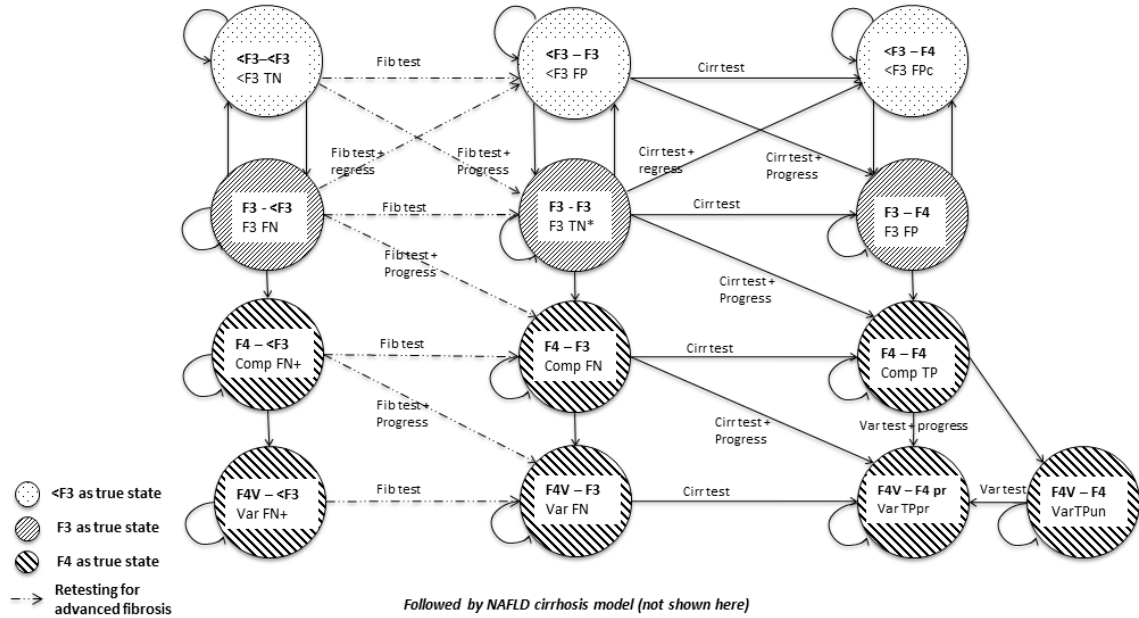 <F3–<F3
<F3 TN
Fib test
<F3 – F3
<F3 FP
Cirr test
<F3 – F4
<F3 FPc
Fib test +
regress
Fib test +
Progress
Cirr test +
regress
Cirr test +
Progress
F3 - <F3
F3 FN
Fib test
F3 - F3
F3 TN*
Cirr test
F3 – F4
F3 FP
Fib test +
Progress
Cirr test +
Progress
F4 – <F3
Comp FN+
Fib test
F4 – F3
Comp FN
Cirr test
F4 – F4
Comp TP
Fib test +
Progress
Cirr test +
Progress
Var test + progress
F4V – <F3
Var FN+
Fib test
F4V – F3
Var FN
Cirr test
F4V – F4 pr
Var TPpr
Var test
F4V – F4
VarTPun
<F3 as true state
F3 as true state
F4 as true state
Retesting for
advanced fibrosis
Followed by NAFLD cirrhosis model (not shown here)